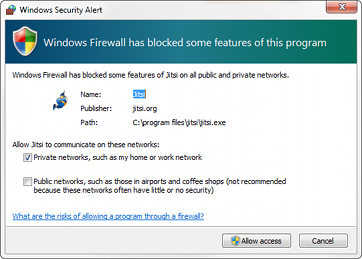 Windows Security Alert
Windows Firewall has blocked some features of this program
Windows Firewall has blocked some features of Jitsi on all public and private networks.
Name: Jitsi
Publisher: jitsi.org
Path: C:\program files\jitsi\jitsi.exe
Allow Jitsi to communicate on these networks:
Private networks, such as my home or work network
Public networks, such as those in airports and coffee shops (not recommended
because these networks often have little or no security)
What are the risks of allowing a program through a firewall?
Allow access Cancel